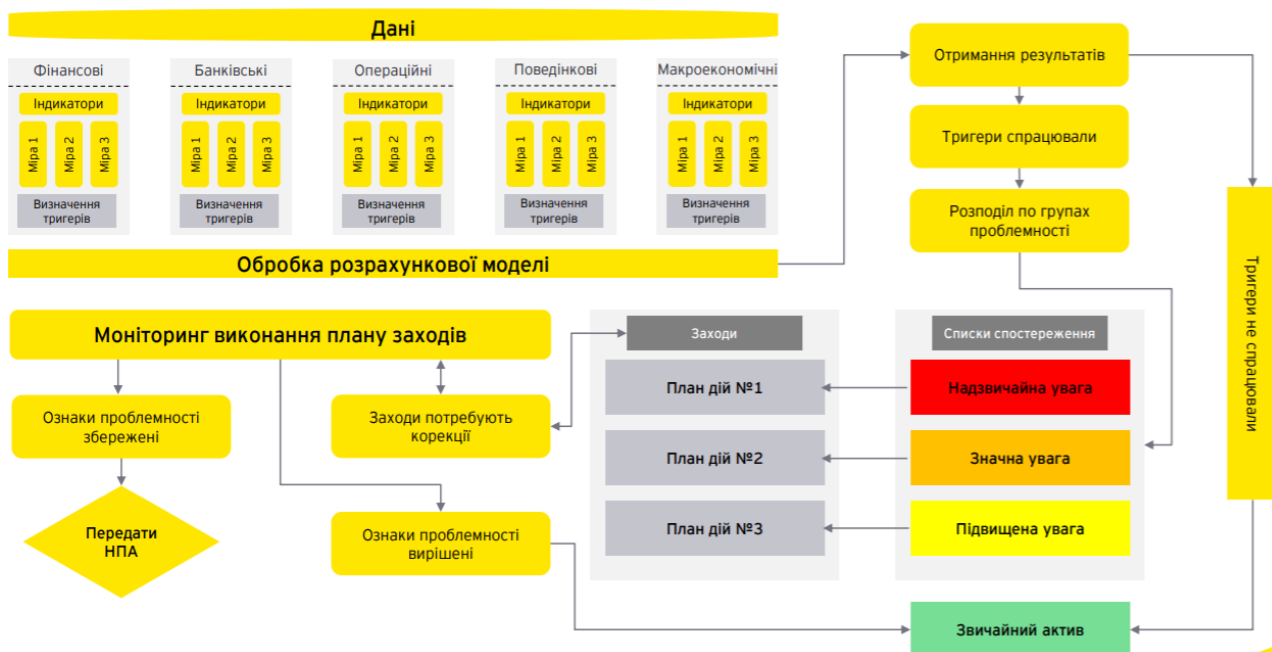 Дані
Фінансові
Індикатори
Міра 1
Міра 2
Міра 3
Визначення
тригерів
Банківські
Індикатори
Міра 1
Міра 2
Міра 3
Визначення
тригерів
Операційні
Індикатори
Міра 1
Міра 2
Міра 3
Визначення
тригерів
Поведінкові
Індикатори
Міра 1
Міра 2
Міра 3
Визначення
тригерів
Макроекономічні
Індикатори
Міра 1
Міра 2
Міра 3
Визначення
тригерів
Обробка розрахункової моделі
Отримання результатів
Тригери спрацювали
Розподіл по групах
проблемності
Тригери не спрацювали
Моніторинг виконання плану заходів
Ознаки проблемності
збережені
Передати
НПА
Заходи потребують
корекції
Ознаки проблемності
вирішені
Заходи
План дій №1
План дій №2
План дій №3
Списки спостереження
Надзвичайна увага
Значна увага
Підвищена увага
Звичайний актив